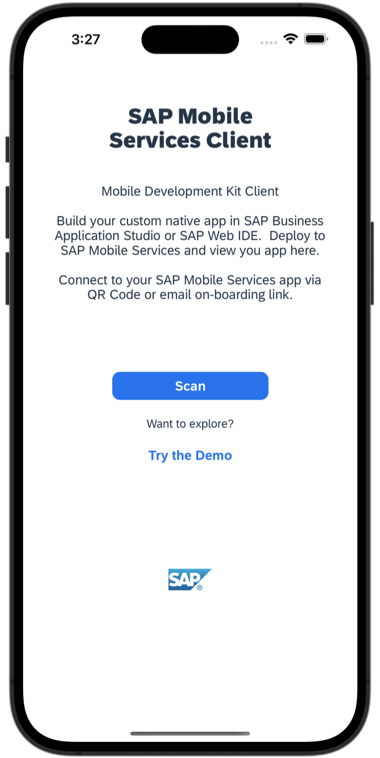 3:27
SAP Mobile
Services Client
Mobile Development Kit Client
Build your custom native app in SAP Business
Application Studio or SAP Web IDE.  Deploy to
SAP Mobile Services and view you app here.
Connect to your SAP Mobile Services app via
QR Code or email on-boarding link.
Scan
Want to explore?
Try the Demo
SAP®